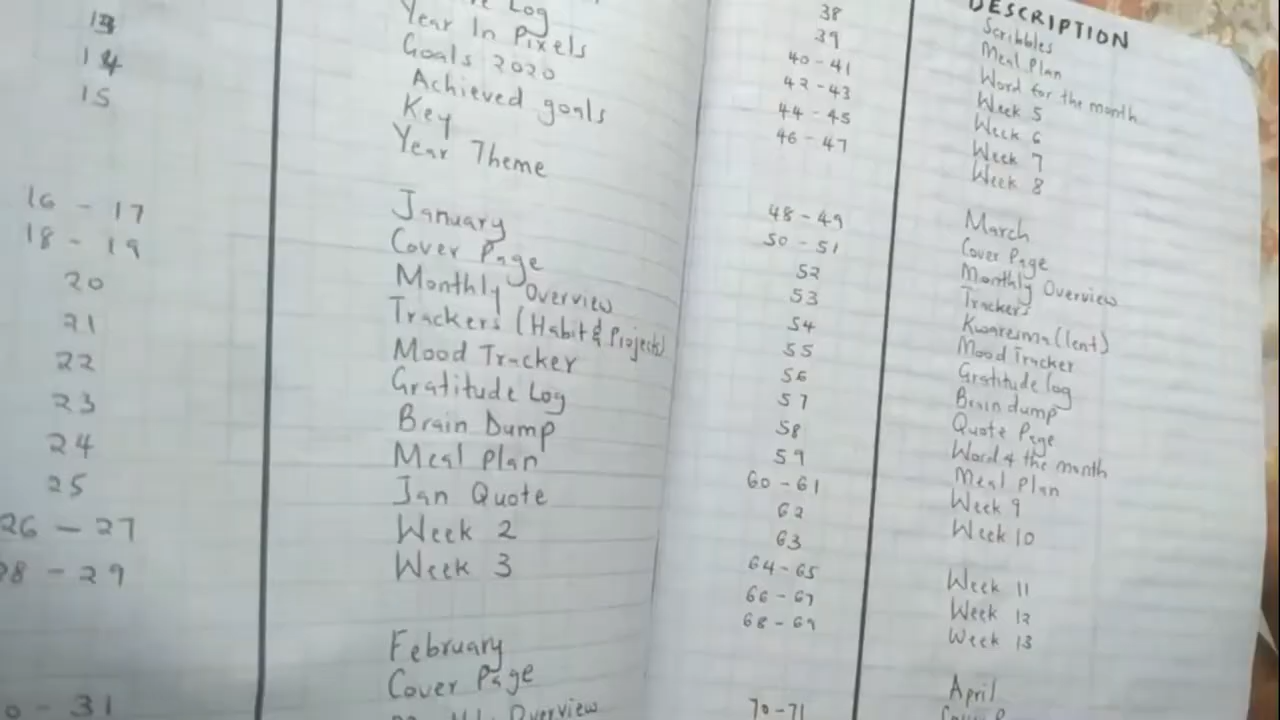 Log
13 Year In Pixels
14 Goals 2020
15 Achieved goals
Key
Year Theme
January
16 - 17 Cover Page
18 - 19 Monthly Overview
20 Trackers (Habit & Projects)
21 Mood Tracker
22 Gratitude Log
23 Brain Dump
24 Meal Plan
25 Jan Quote
26 - 27 Week 2
28 - 29 Week 3
February
Cover Page
- 31 Overview
DESCRIPTION
38 Scribbles
39 Meal Plan
40 - 41 Word for the month
42 - 43 Week 5
44 - 45 Week 6
46 - 47 Week 7
Week 8
March
48 - 49 Cover Page
50 - 51 Monthly Overview
52 Trackers
53 Kwaresma (lent)
54 Mood Tracker
55 Gratitude log
56 Brain dump
57 Quote Page
58 Word 4 the month
59 Meal Plan
60 - 61 Week 9
62 Week 10
63
64 - 65 Week 11
66 - 67 Week 12
68 - 69 Week 13
April
70 - 71